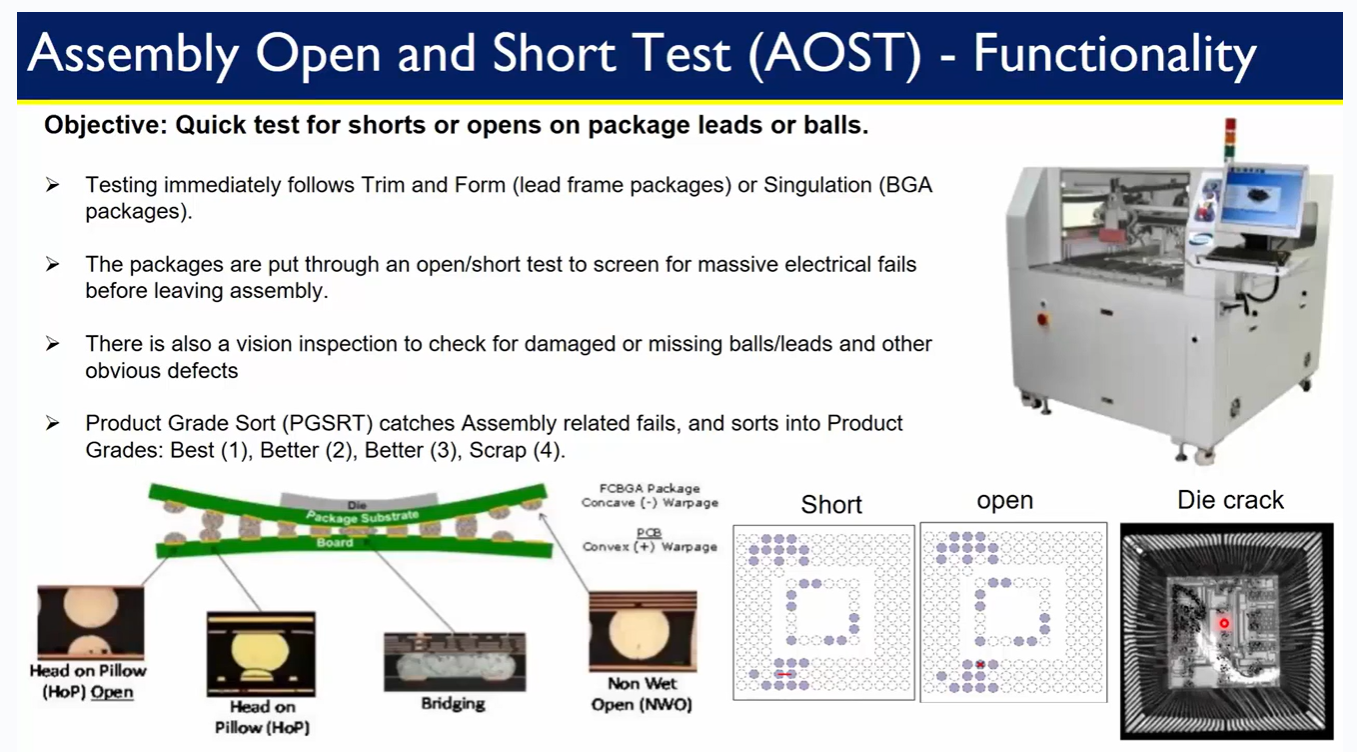 Assembly Open and Short Test (AOST) - Functionality
Objective: Quick test for shorts or opens on package leads or balls.
➢ Testing immediately follows Trim and Form (lead frame packages) or Singulation (BGA
packages).
➢ The packages are put through an open/short test to screen for massive electrical fails
before leaving assembly.
➢ There is also a vision inspection to check for damaged or missing balls/leads and other
obvious defects
➢ Product Grade Sort (PGSRT) catches Assembly related fails, and sorts into Product
Grades: Best (1), Better (2), Better (3), Scrap (4).
Die
Package Substrate
Board
FCBGA Package
Concave (-) Warpage
PCB
Convex (+) Warpage
Head on Pillow
(HoP) Open
Head on
Pillow (HoP)
Bridging
Non Wet
Open (NWO)
Short
open
Die crack